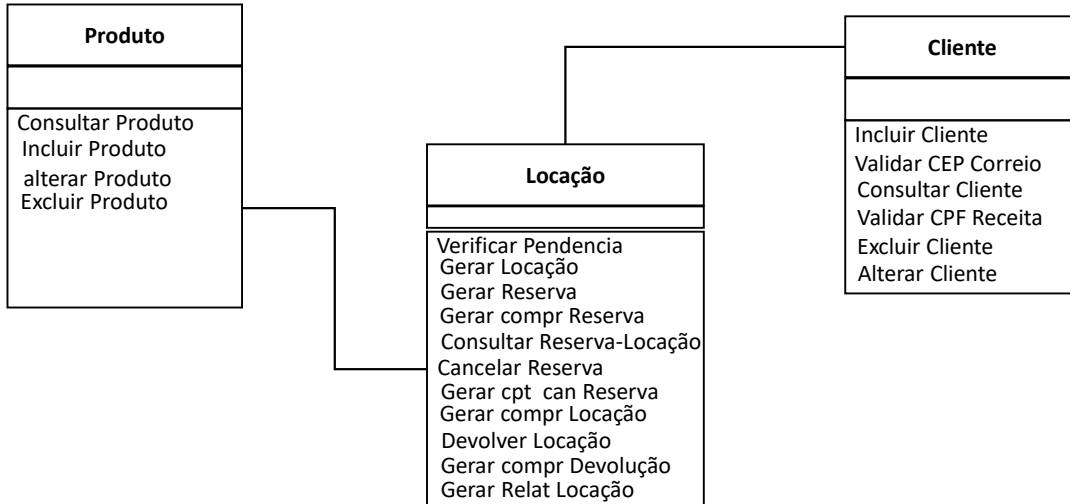 Produto
Consultar Produto
Incluir Produto
alterar Produto
Excluir Produto
Locação
Verificar Pendencia
Gerar Locação
Gerar Reserva
Gerar compr Reserva
Consultar Reserva-Locação
Cancelar Reserva
Gerar cpt can Reserva
Gerar compr Locação
Devolver Locação
Gerar compr Devolução
Gerar Relat Locação
Cliente
Incluir Cliente
Validar CEP Correio
Consultar Cliente
Validar CPF Receita
Excluir Cliente
Alterar Cliente